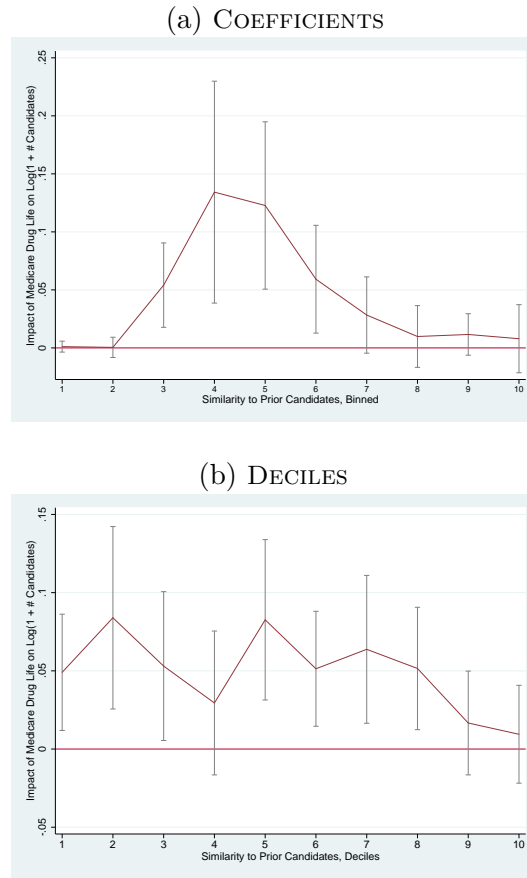 (a) COEFFICIENTS
Impact of Medicare Drug Life on Log(1 + # Candidates)
.25
.2
.15
.1
.05
0
1 2 3 4 5 6 7 8 9 10
Similarity to Prior Candidates, Binned
(b) DECILES
Impact of Medicare Drug Life on Log(1 + # Candidates)
.15
.1
.05
0
-.05
1 2 3 4 5 6 7 8 9 10
Similarity to Prior Candidates, Deciles